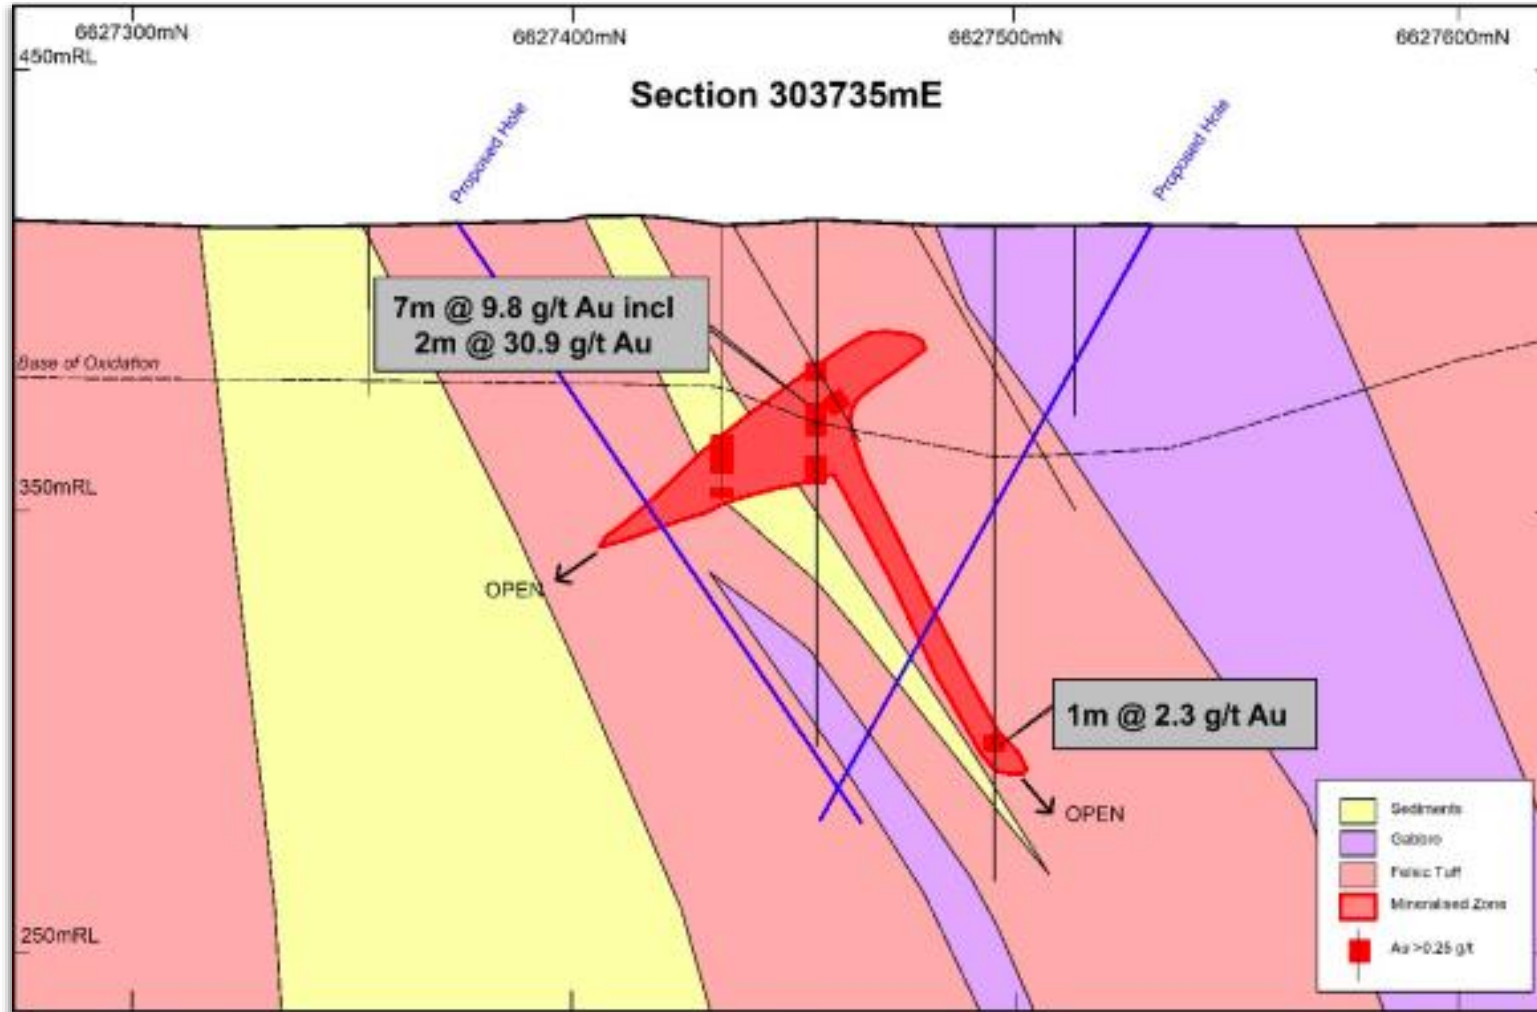 6627300mN
6627400mN
6627500mN
6627600mN
450mRL
Section 303735mE
Proposed Hole
Proposed Hole
7m @ 9.8 g/t Au incl
2m @ 30.9 g/t Au
Base of Oxidation
350mRL
OPEN
1m @ 2.3 g/t Au
OPEN
Sediments
Gabbro
Felsic Tuff
Mineralised Zone
Au >0.25 g/t
250mRL